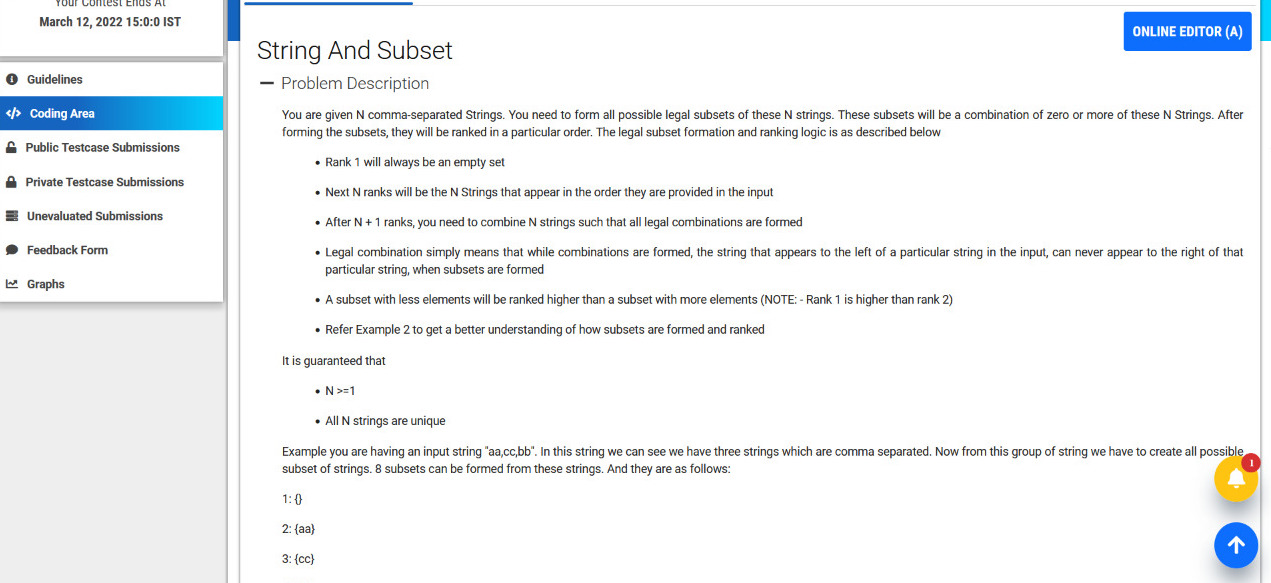 Your Contest Ends At
March 12, 2022 15:0:0 IST
Guidelines
Coding Area
Public Testcase Submissions
Private Testcase Submissions
Unevaluated Submissions
Feedback Form
Graphs
ONLINE EDITOR (A)
String And Subset
Problem Description
You are given N comma-separated Strings. You need to form all possible legal subsets of these N strings. These subsets will be a combination of zero or more of these N Strings. After
forming the subsets, they will be ranked in a particular order. The legal subset formation and ranking logic is as described below
• Rank 1 will always be an empty set
• Next N ranks will be the N Strings that appear in the order they are provided in the input
• After N + 1 ranks, you need to combine N strings such that all legal combinations are formed
• Legal combination simply means that while combinations are formed, the string that appears to the left of a particular string in the input, can never appear to the right of that
particular string, when subsets are formed
• A subset with less elements will be ranked higher than a subset with more elements (NOTE: - Rank 1 is higher than rank 2)
• Refer Example 2 to get a better understanding of how subsets are formed and ranked
It is guaranteed that
• N >=1
• All N strings are unique
Example you are having an input string "aa,cc,bb". In this string we can see we have three strings which are comma separated. Now from this group of string we have to create all possible
subset of strings. 8 subsets can be formed from these strings. And they are as follows:
1: {}
2: {aa}
3: {cc}
1